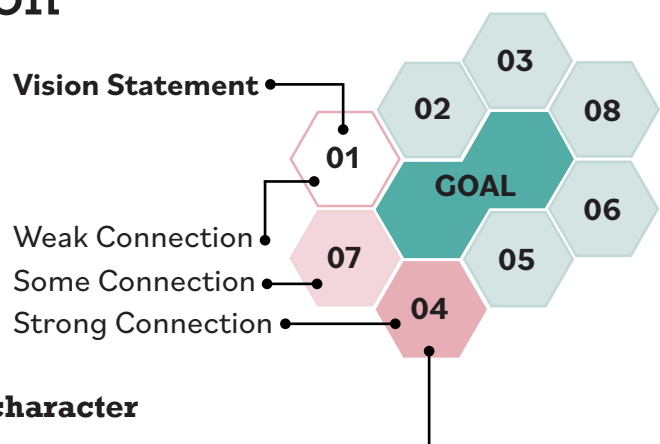 Vision Statement
03
02
08
01
GOAL
06
Weak Connection
07
05
Some Connection
04
Strong Connection
character